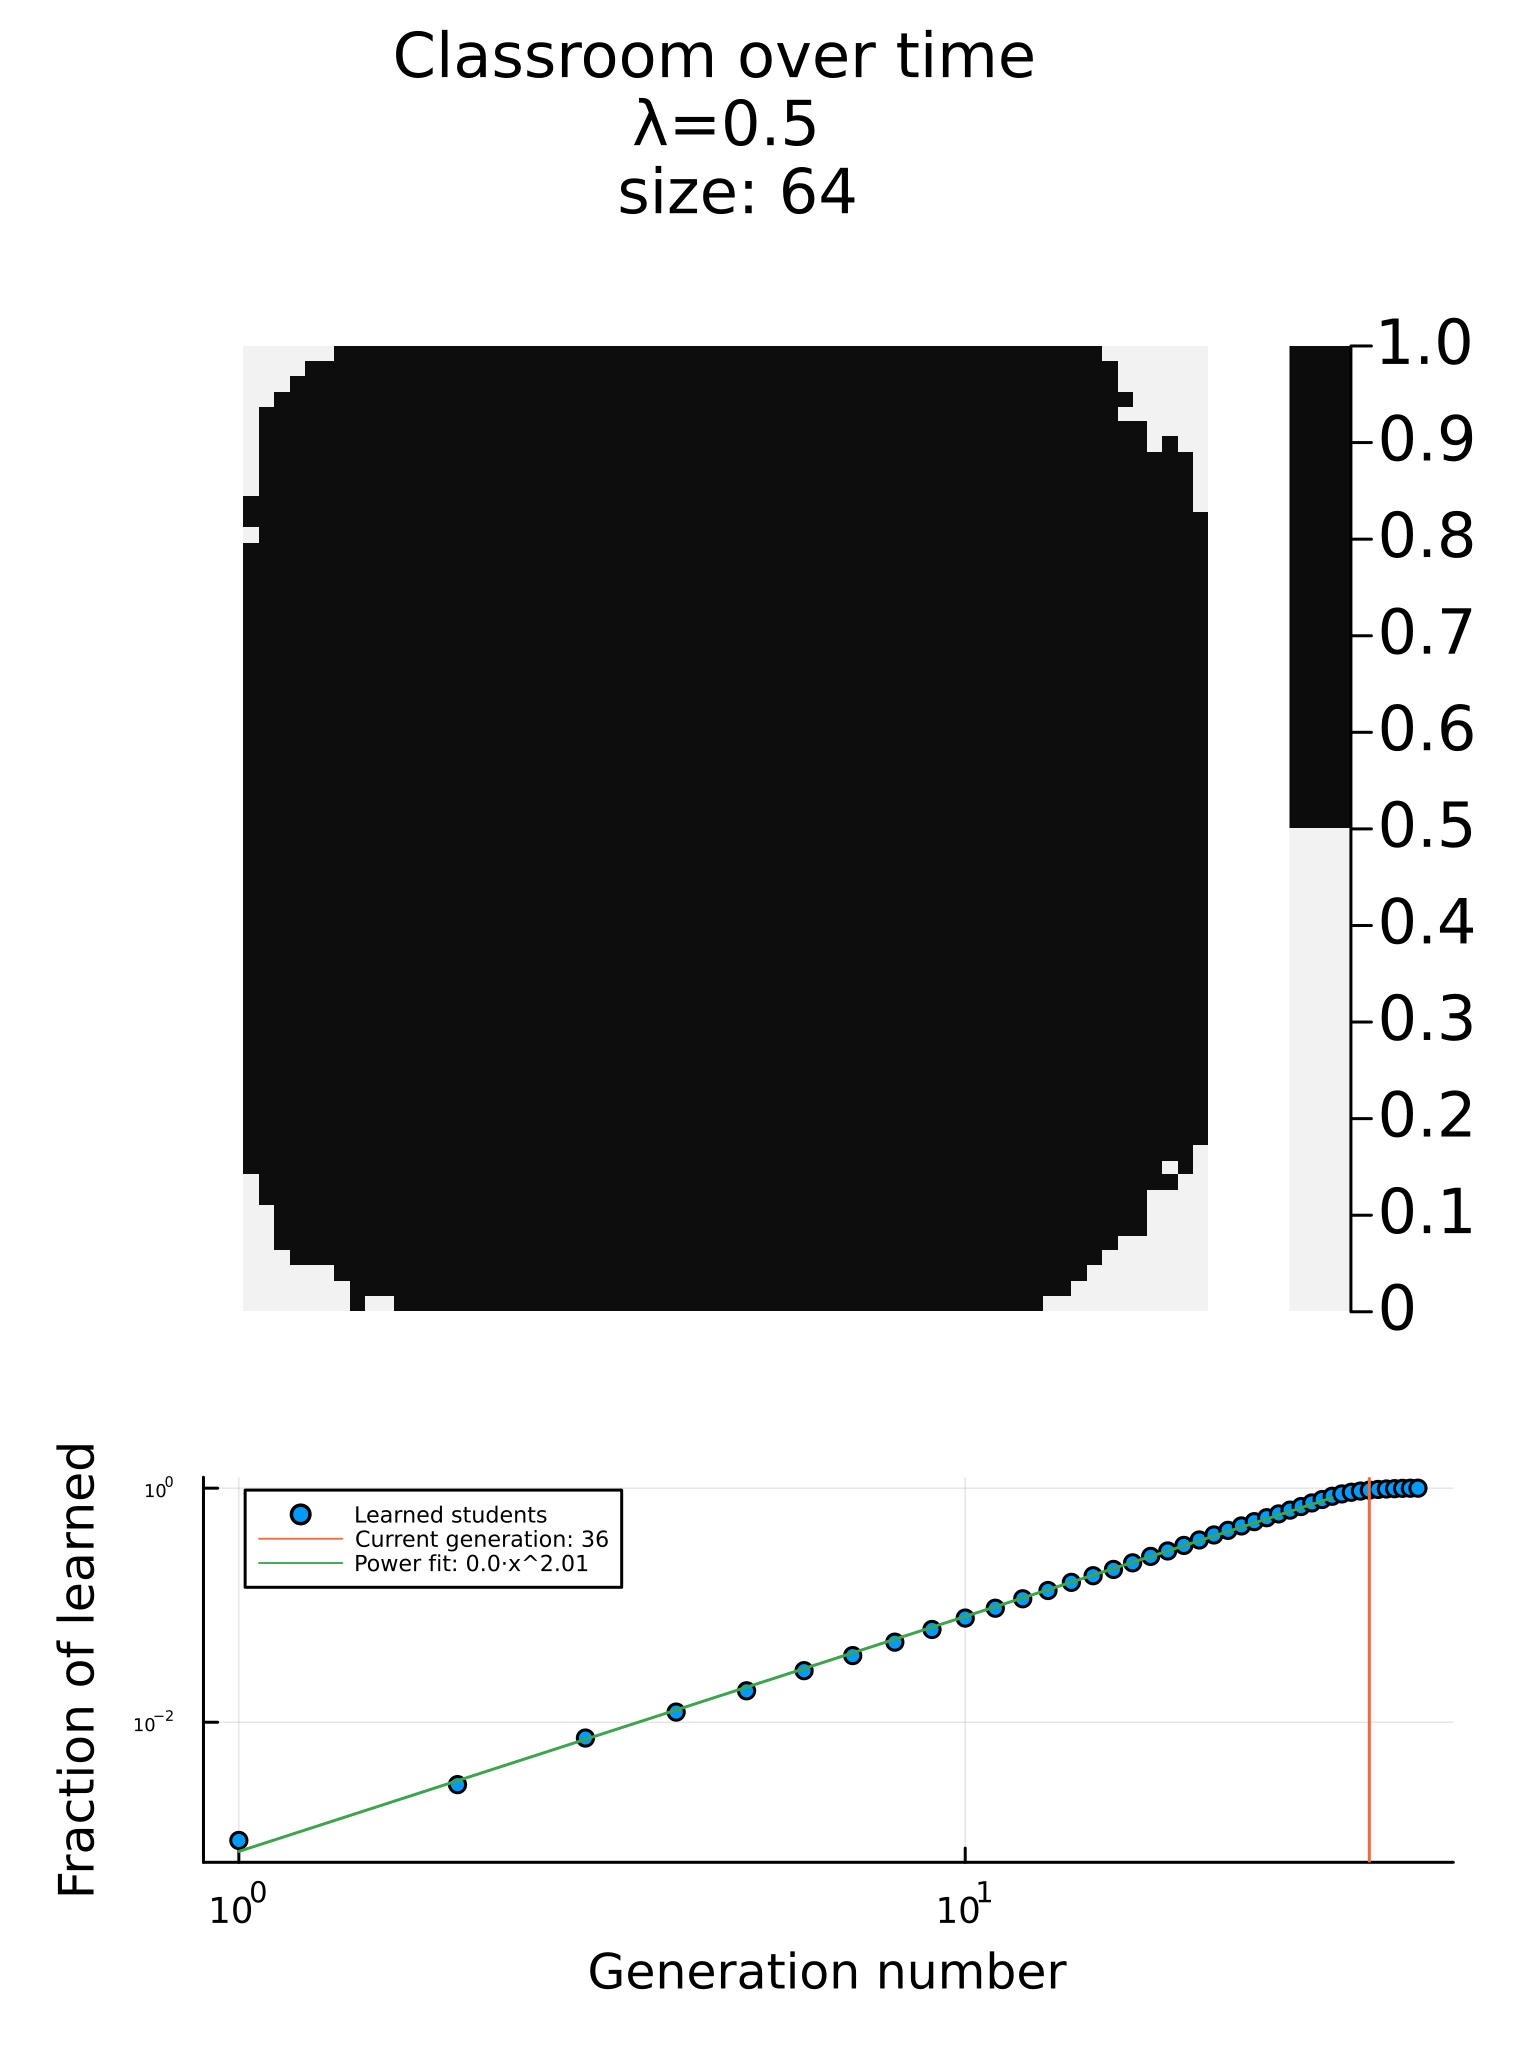 Classroom over time
λ=0.5
size: 64
1.0
0.9
0.8
0.7
0.6
0.5
0.4
0.3
0.2
0.1
0
Fraction of learned
10^0
10^-2
Learned students
Current generation: 36
Power fit: 0.0·x^2.01
10^0
10^1
Generation number